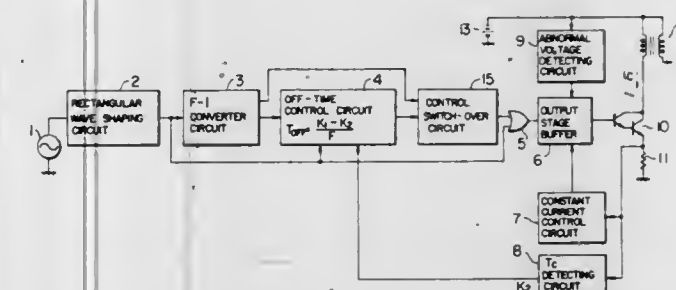 13
9
ABNORMAL
VOLTAGE
DETECTING
CIRCUIT
2
RECTANGULAR
WAVE SHAPING
CIRCUIT
3
F-I
CONVERTER
CIRCUIT
4
OFF-TIME
CONTROL CIRCUIT
TOFF= K1 - K2
F
15
CONTROL
SWITCH-OVER
CIRCUIT
1
5
OUTPUT
STAGE
BUFFER
6
10
11
7
CONSTANT
CURRENT
CONTROL
CIRCUIT
8
Tc
DETECTING
CIRCUIT
K2